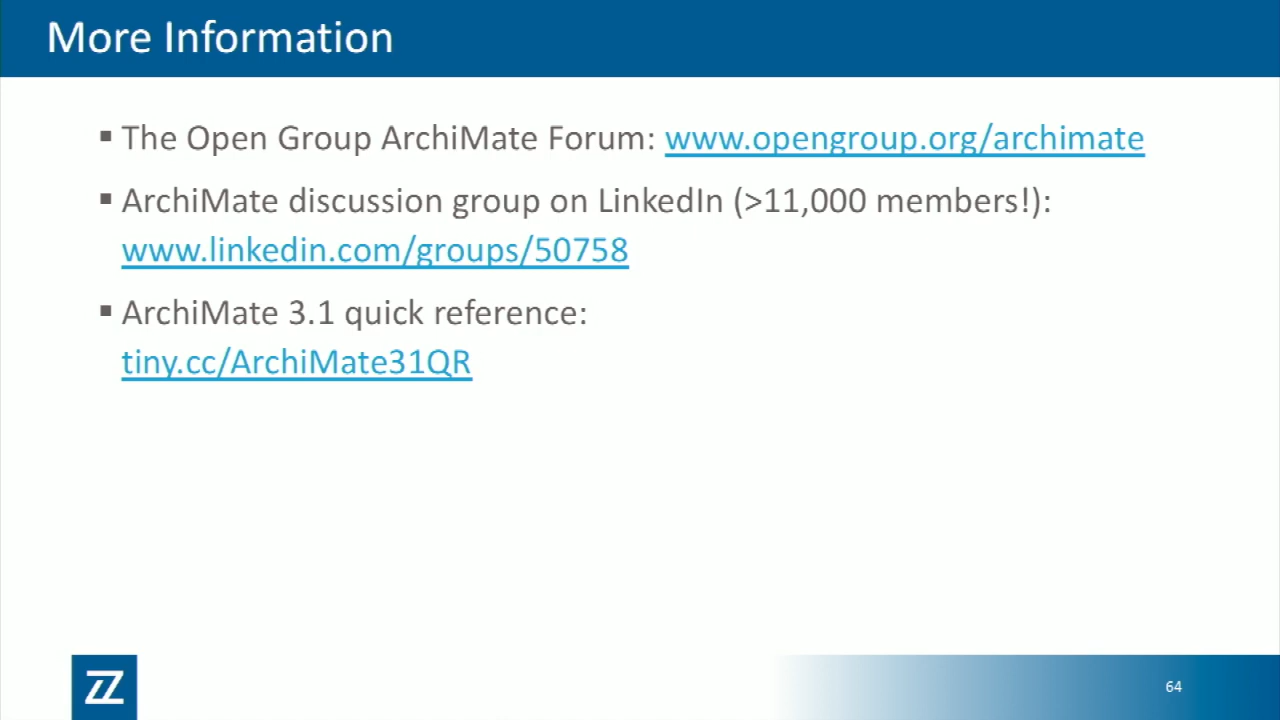 More Information
▪ The Open Group ArchiMate Forum: www.opengroup.org/archimate
▪ ArchiMate discussion group on LinkedIn (>11,000 members!):
www.linkedin.com/groups/50758
▪ ArchiMate 3.1 quick reference:
tiny.cc/ArchiMate31QR
ZZ
64